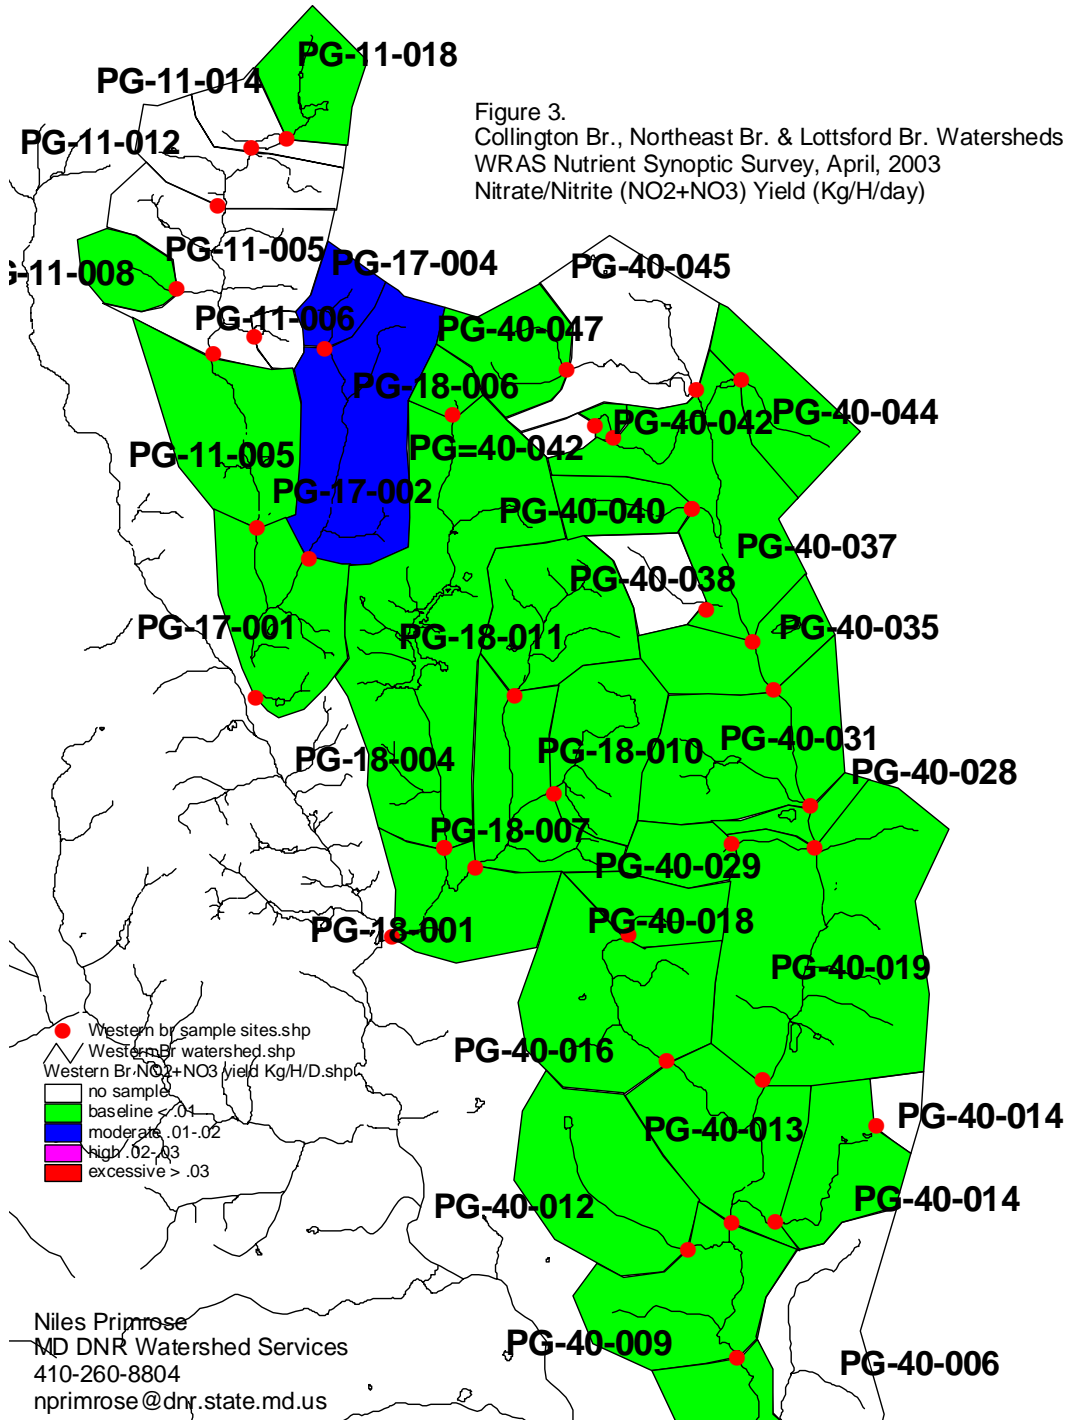 PG-11-018
PG-11-014
PG-11-012
Figure 3.
Collington Br., Northeast Br. & Lottsford Br. Watersheds
WRAS Nutrient Synoptic Survey, April, 2003
Nitrate/Nitrite (NO2+NO3) Yield (Kg/H/day)
PG-11-005
PG-17-004
PG-40-045
G-11-008
PG-11-006
PG-40-047
PG-18-006
PG-40-042
PG-40-044
PG=40-042
PG-11-005
PG-17-002
PG-40-040
PG-40-037
PG-40-038
PG-17-001
PG-18-011
PG-40-035
PG-18-004
PG-18-010
PG-40-031
PG-40-028
PG-18-007
PG-40-029
PG-18-001
PG-40-018
PG-40-019
Western br sample sites.shp
Western Br watershed.shp
Western Br NO2+NO3 yield Kg/H/D.shp
no sample
baseline < .01
moderate .01-.02
high .02-.03
excessive > .03
PG-40-016
PG-40-013
PG-40-014
PG-40-012
PG-40-014
Niles Primrose
MD DNR Watershed Services
410-260-8804
nprimrose@dnr.state.md.us
PG-40-009
PG-40-006